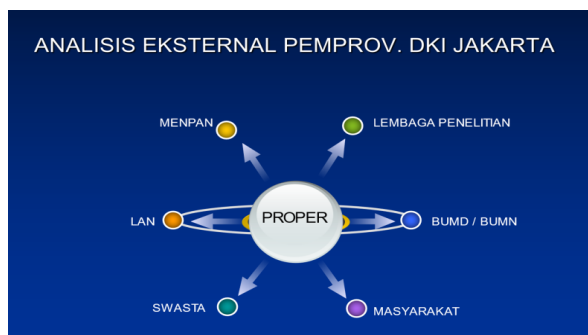 ANALISIS EKSTERNAL PEMPROV. DKI JAKARTA
MENPAN
LEMBAGA PENELITIAN
LAN
PROPER
BUMD / BUMN
SWASTA
MASYARAKAT